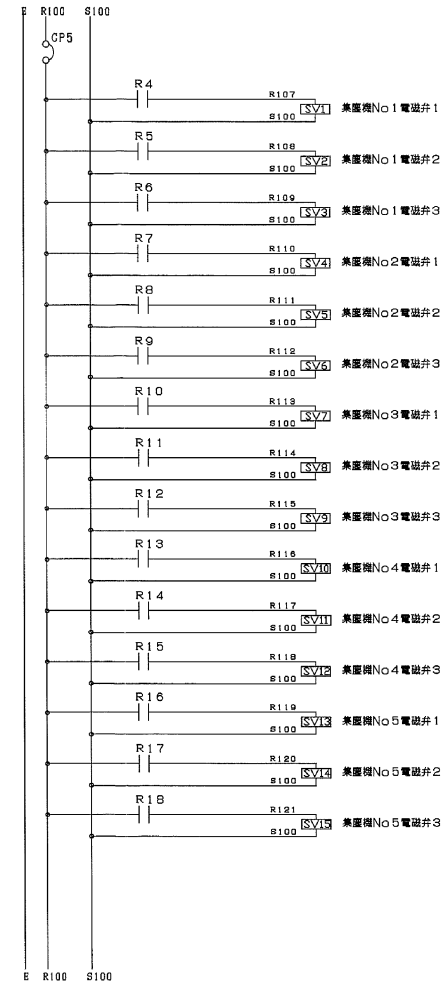 E R100 S100
CP5
R4
R107
S100
SV1 集塵機No1電磁弁1
R5
R108
S100
SV2 集塵機No1電磁弁2
R6
R109
S100
SV3 集塵機No1電磁弁3
R7
R110
S100
SV4 集塵機No2電磁弁1
R8
R111
S100
SV5 集塵機No2電磁弁2
R9
R112
S100
SV6 集塵機No2電磁弁3
R10
R113
S100
SV7 集塵機No3電磁弁1
R11
R114
S100
SV8 集塵機No3電磁弁2
R12
R115
S100
SV9 集塵機No3電磁弁3
R13
R116
S100
SV10 集塵機No4電磁弁1
R14
R117
S100
SV11 集塵機No4電磁弁2
R15
R118
S100
SV12 集塵機No4電磁弁3
R16
R119
S100
SV13 集塵機No5電磁弁1
R17
R120
S100
SV14 集塵機No5電磁弁2
R18
R121
S100
SV15 集塵機No5電磁弁3
E R100 S100